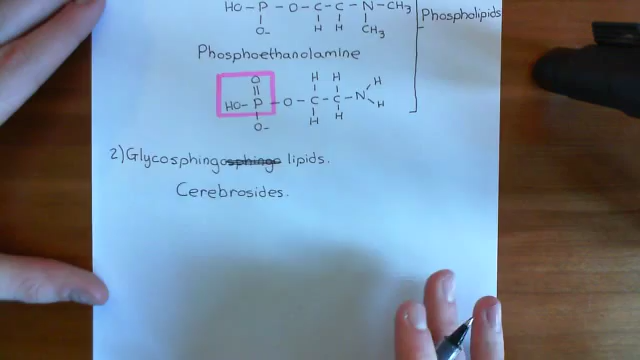 HO - P - O - C - C - N - CH3
O- H H CH3
Phospholipids
Phosphoethanolamine
O H H H
HO - P - O - C - C - N
O- H H H
2) Glycosphingosphingo lipids.
Cerebrosides.